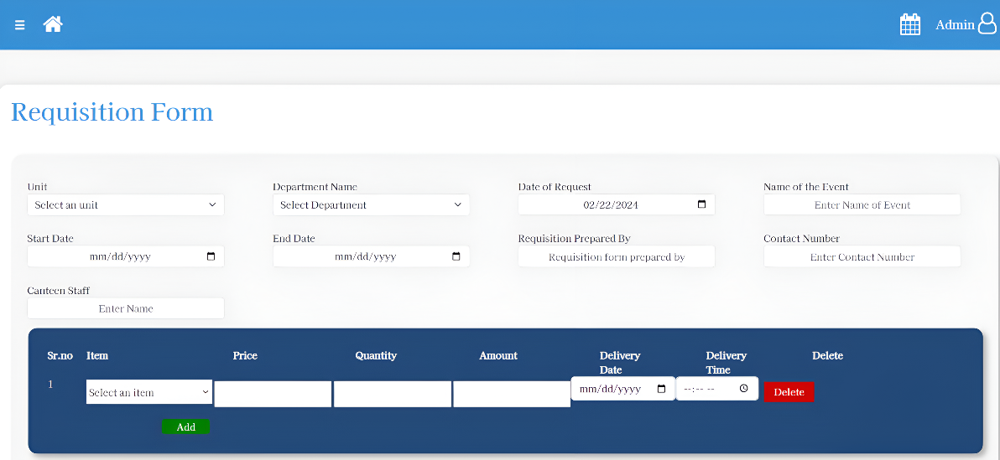 Admin
Requisition Form
Unit Department Name Date of Request Name of the Event
Select an unit Select Department 02/22/2024 Enter Name of Event
Start Date End Date Requisition Prepared By Contact Number
mm/dd/yyyy mm/dd/yyyy Requisition form prepared by Enter Contact Number
Canteen Staff
Enter Name
Sr.no Item Price Quantity Amount Delivery Date Delivery Time Delete
1 Select an item mm/dd/yyyy --:-- -- Delete
Add